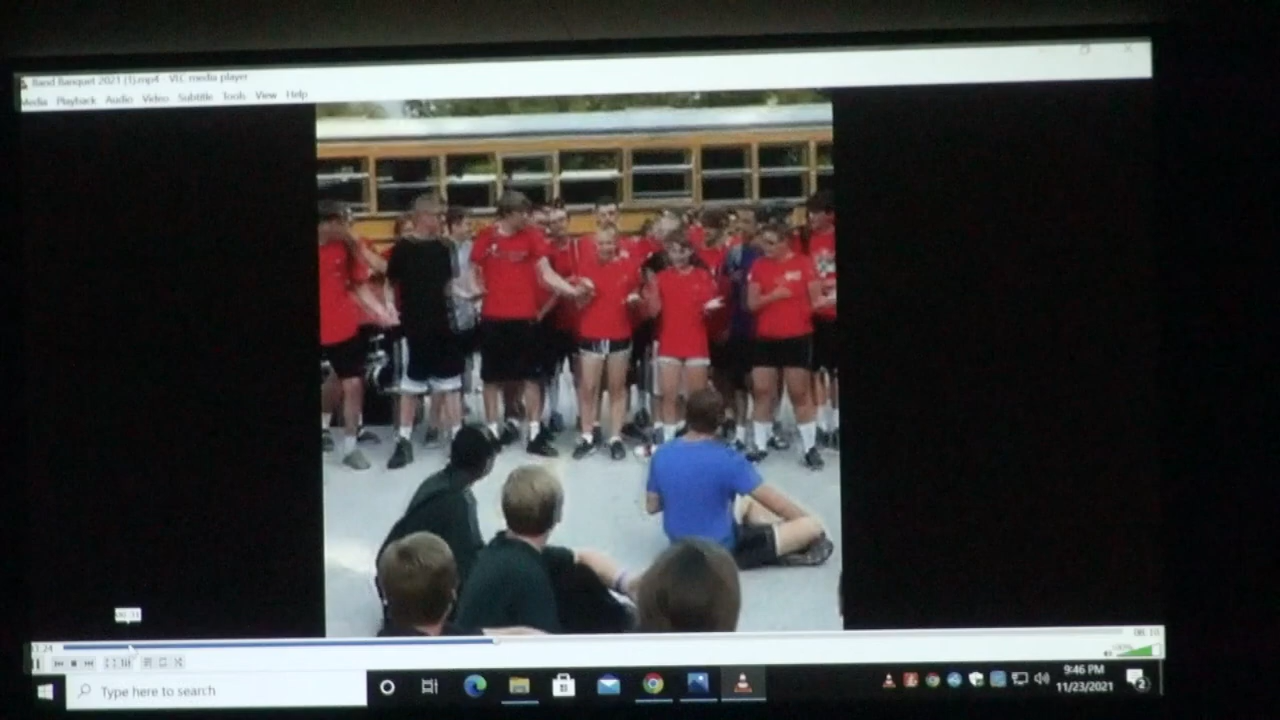 Band Banquet 2021 (1).mp4 - VLC media player
Media Playback Audio Video Subtitle Tools View Help
Type here to search
9:46 PM
11/23/2021
2